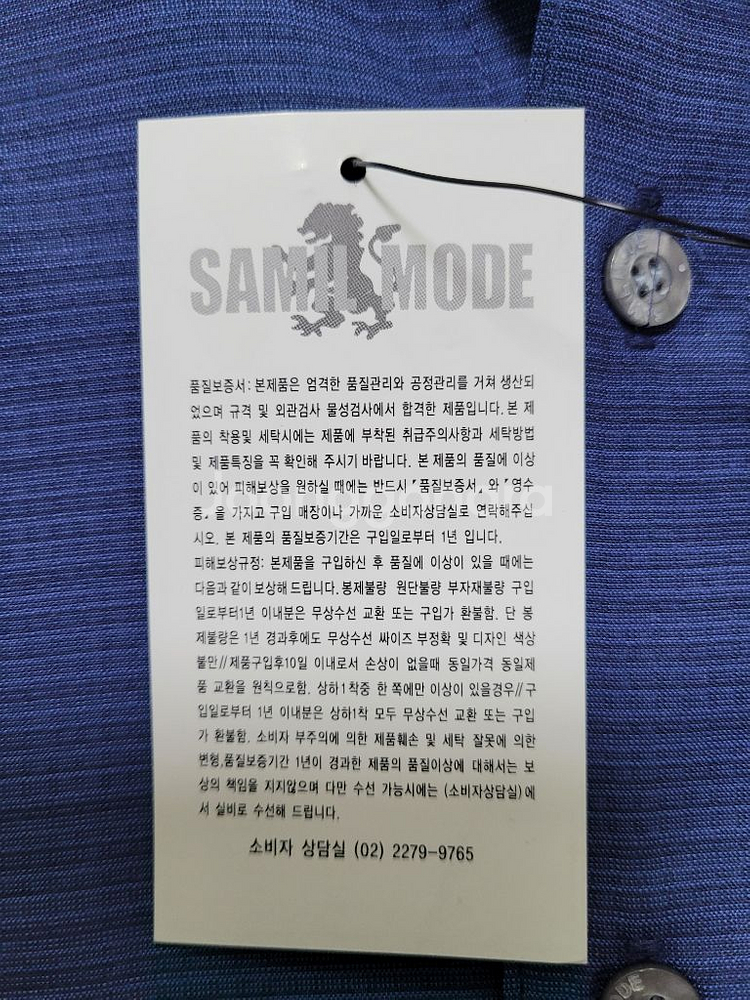 SAMIL MODE
품질보증서: 본제품은 엄격한 품질관리와 공정관리를 거쳐 생산되
었으며 규격 및 외관검사 물성검사에서 합격한 제품입니다. 본 제
품의 착용및 세탁시에는 제품에 부착된 취급주의사항과 세탁방법
및 제품특징을 꼭 확인해 주시기 바랍니다. 본 제품의 품질에 이상
이 있어 피해보상을 원하실 때에는 반드시 「품질보증서」 와 「영수
증」 을 가지고 구입 매장이나 가까운 소비자상담실로 연락해주십
시오. 본 제품의 품질보증기간은 구입일로부터 1년 입니다.
피해보상규정: 본제품을 구입하신 후 품질에 이상이 있을 때에는
다음과 같이 보상해 드립니다. 봉제불량 원단불량 부자재불량 구입
일로부터1년 이내분은 무상수선 교환 또는 구입가 환불함. 단 봉
제불량은 1년 경과후에도 무상수선 싸이즈 부정확 및 디자인 색상
불만//제품구입후10일 이내로서 손상이 없을때 동일가격 동일제
품 교환을 원칙으로함. 상하1착중 한 쪽에만 이상이 있을경우//구
입일로부터 1년 이내분은 상하1착 모두 무상수선 교환 또는 구입
가 환불함. 소비자 부주의에 의한 제품훼손 및 세탁 잘못에 의한
변형,품질보증기간 1년이 경과한 제품의 품질이상에 대해서는 보
상의 책임을 지지않으며 다만 수선 가능시에는 (소비자상담실)에
서 실비로 수선해 드립니다.
소비자 상담실 (02) 2279-9765